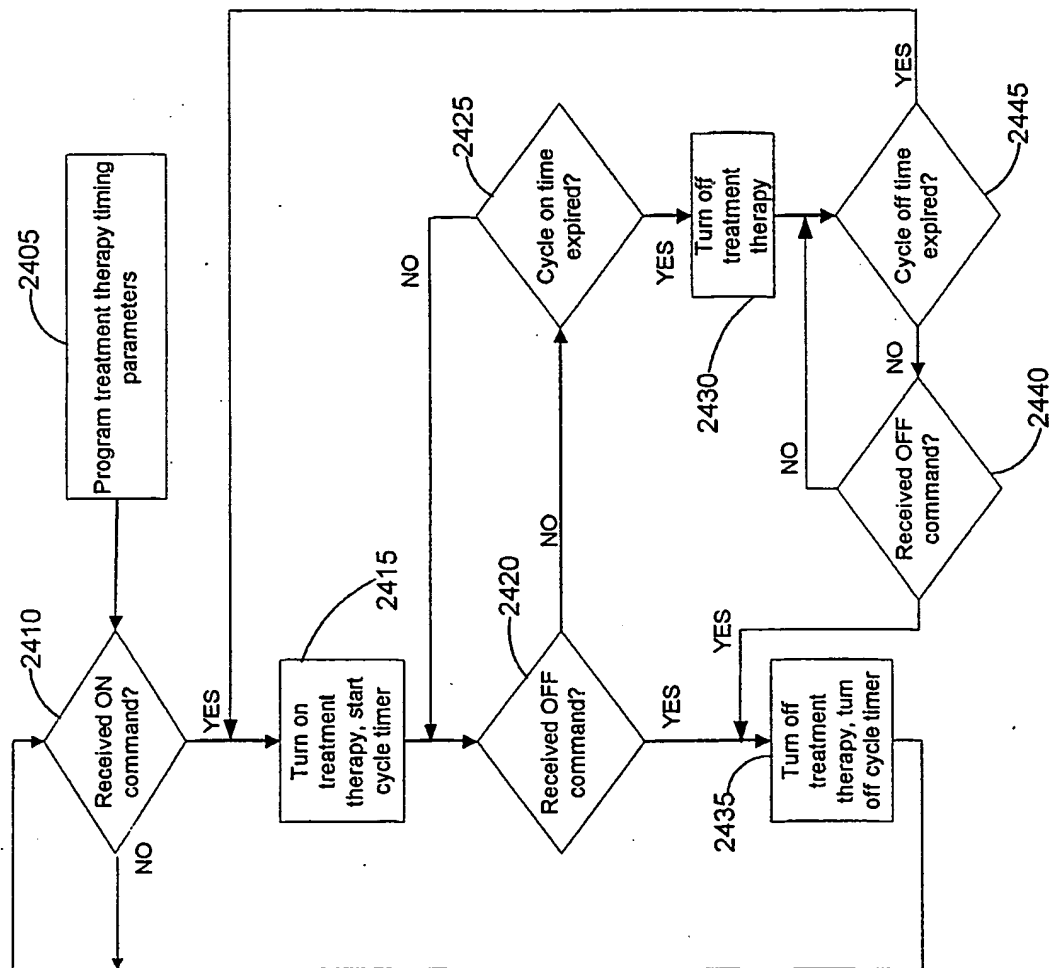 2405
Program treatment therapy timing
parameters
2410
Received ON
command?
NO
YES
2415
Turn on
treatment
therapy, start
cycle timer
2420
Received OFF
command?
NO
YES
2425
Cycle on time
expired?
NO
YES
2430
Turn off
treatment
therapy
2435
Turn off
treatment
therapy, turn
off cycle timer
2440
Received OFF
command?
NO
YES
2445
Cycle off time
expired?
NO
YES